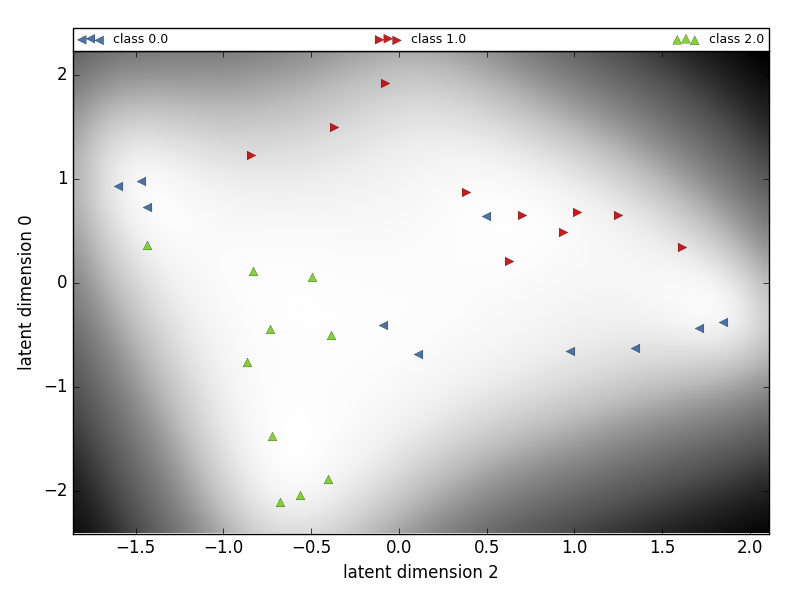 class 0.0 class 1.0 class 2.0
2
1
0
−1
−2
latent dimension 0
−1.5 −1.0 −0.5 0.0 0.5 1.0 1.5 2.0
latent dimension 2